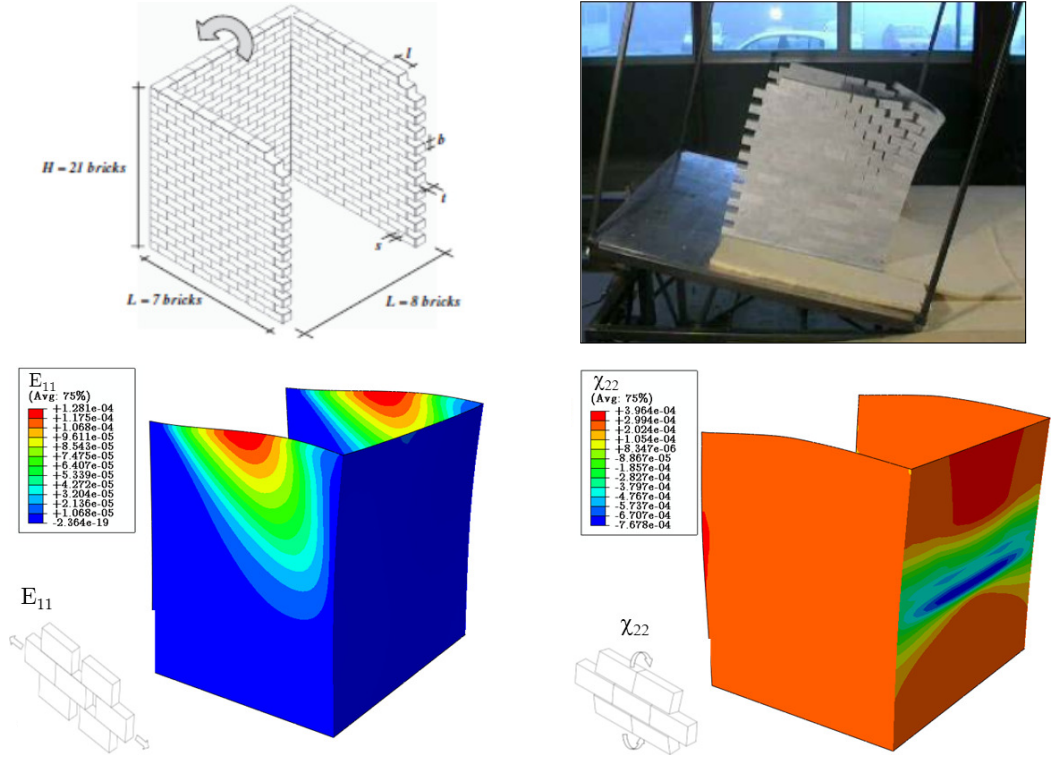 l
b
H = 21 bricks
t
s
L = 7 bricks
L = 8 bricks
E11
(Avg: 75%)
+1.281e-04
+1.175e-04
+1.068e-04
+9.611e-05
+8.543e-05
+7.475e-05
+6.407e-05
+5.339e-05
+4.272e-05
+3.204e-05
+2.136e-05
+1.068e-05
-2.364e-19
E11
χ22
(Avg: 75%)
+3.964e-04
+2.994e-04
+2.024e-04
+1.054e-04
+8.347e-06
-8.867e-05
-1.857e-04
-2.827e-04
-3.797e-04
-4.767e-04
-5.737e-04
-6.707e-04
-7.678e-04
χ22